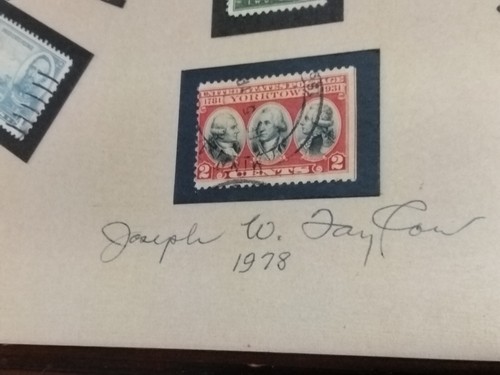 UNITED STATES POSTAGE
1781 YORKTOWN 1931
2 CENTS 2
Joseph W. Taylor
1978